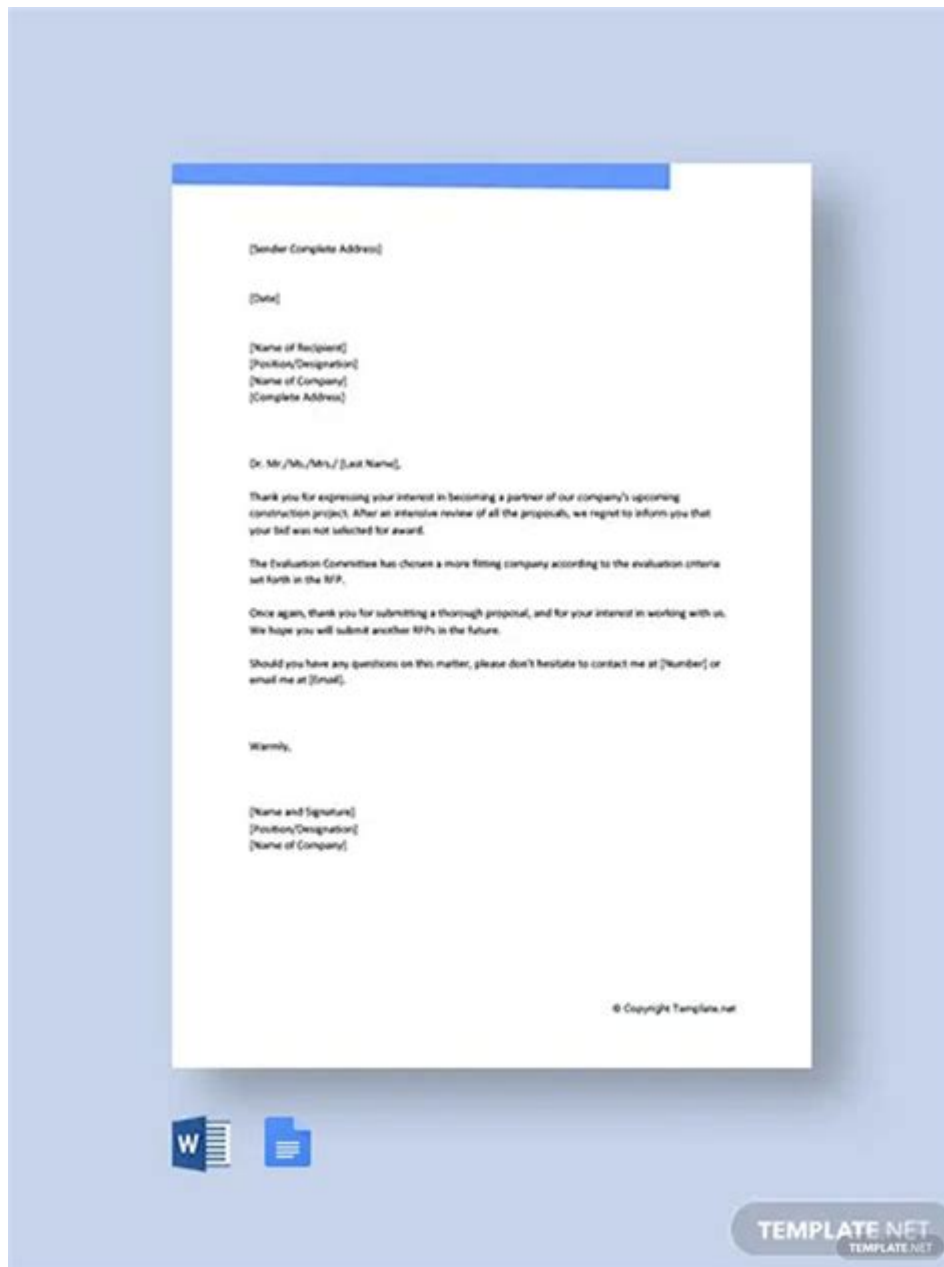 [Sender Complete Address]
[Date]
[Name of Recipient]
[Position/Designation]
[Name of Company]
[Complete Address]
Dr. Mr./Ms./Mrs./ [Last Name],
Thank you for expressing your interest in becoming a partner of our company's upcoming
construction project. After an intensive review of all the proposals, we regret to inform you that
your bid was not selected for award.
The Evaluation Committee has chosen a more fitting company according to the evaluation criteria
set forth in the RFP.
Once again, thank you for submitting a thorough proposal, and for your interest in working with us.
We hope you will submit another RFPs in the future.
Should you have any questions on this matter, please don't hesitate to contact me at [Number] or
email me at [Email].
Warmly,
[Name and Signature]
[Position/Designation]
[Name of Company]
© Copyright Template.net
W
TEMPLATE.NET
TEMPLATE.NET